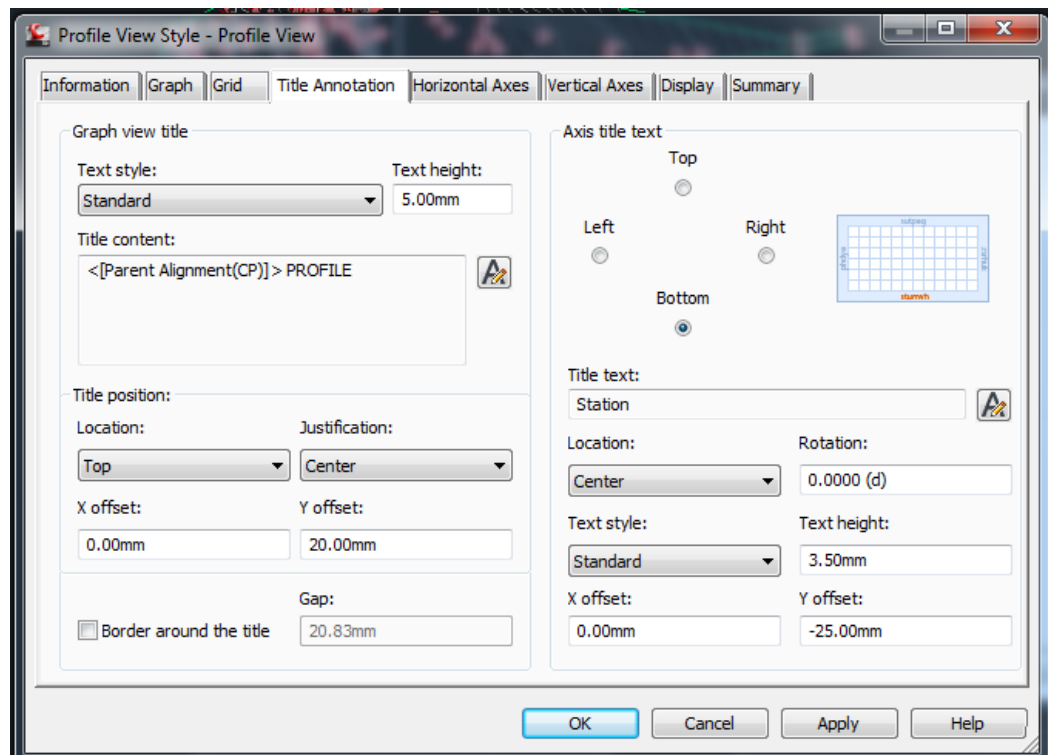 Profile View Style - Profile View
Information Graph Grid Title Annotation Horizontal Axes Vertical Axes Display Summary
Graph view title
Text style: Text height:
Standard 5.00mm
Title content:
<[Parent Alignment(CP)]> PROFILE
Title position:
Location: Justification:
Top Center
X offset: Y offset:
0.00mm 20.00mm
Gap:
Border around the title 20.83mm
Axis title text
Top
Left Right
Bottom
Title text:
Station
Location: Rotation:
Center 0.0000 (d)
Text style: Text height:
Standard 3.50mm
X offset: Y offset:
0.00mm -25.00mm
OK Cancel Apply Help